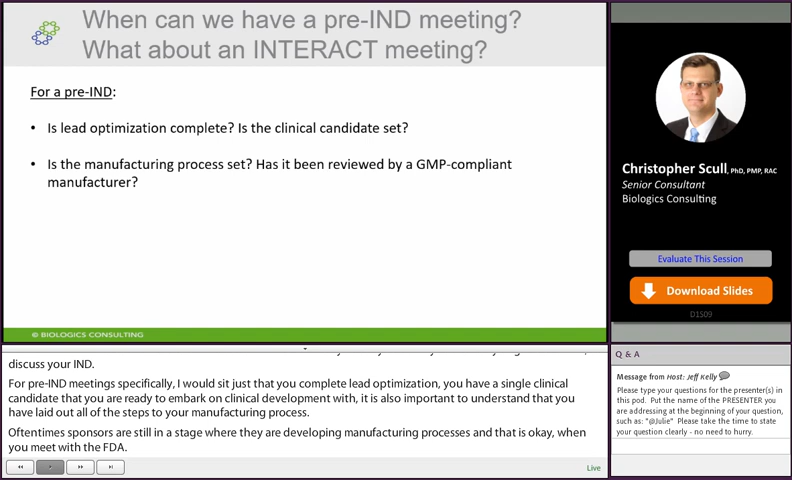 When can we have a pre-IND meeting?
What about an INTERACT meeting?
For a pre-IND:
• Is lead optimization complete? Is the clinical candidate set?
• Is the manufacturing process set? Has it been reviewed by a GMP-compliant
manufacturer?
© BIOLOGICS CONSULTING
discuss your IND.
For pre-IND meetings specifically, I would sit just that you complete lead optimization, you have a single clinical
candidate that you are ready to embark on clinical development with, it is also important to understand that you
have laid out all of the steps to your manufacturing process.
Oftentimes sponsors are still in a stage where they are developing manufacturing processes and that is okay, when
you meet with the FDA.
Live
Christopher Scull, PhD, PMP, RAC
Senior Consultant
Biologics Consulting
Evaluate This Session
Download Slides
D1S09
Q & A
Message from Host: Jeff Kelly
Please type your questions for the presenter(s) in
this pod. Put the name of the PRESENTER you
are addressing at the beginning of your question,
such as: "@Julie" Please take the time to state
your question clearly - no need to hurry.